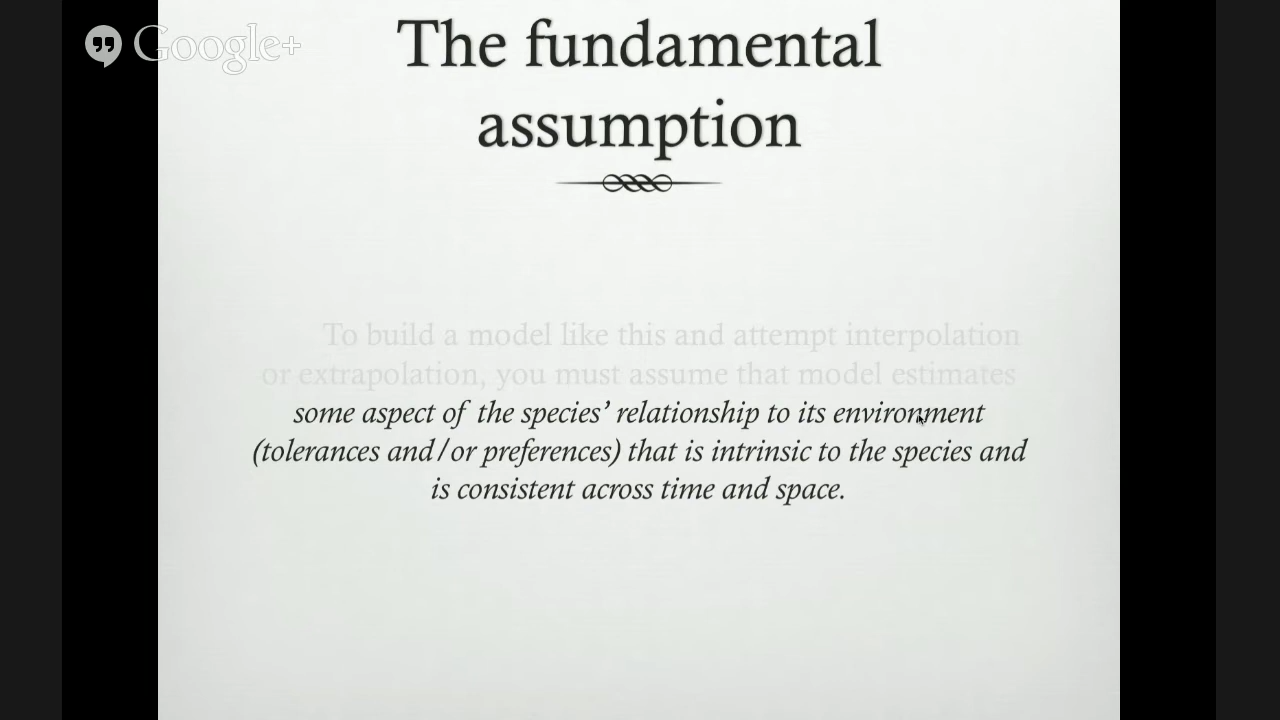 Google+
The fundamental
assumption
To build a model like this and attempt interpolation
or extrapolation, you must assume that model estimates
some aspect of the species’ relationship to its environment
(tolerances and/or preferences) that is intrinsic to the species and
is consistent across time and space.